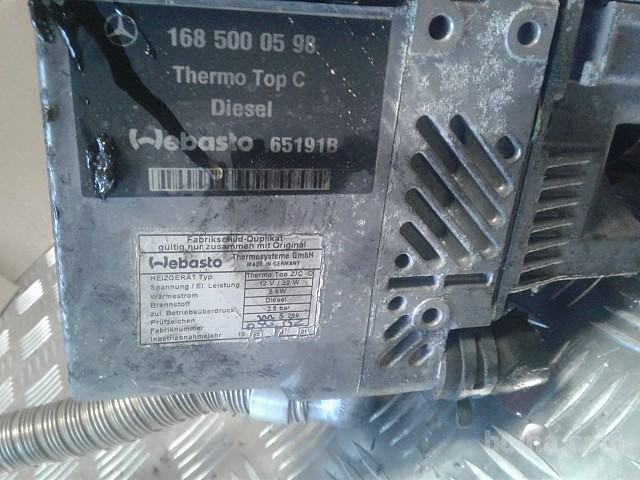 168 500 05 98
Thermo Top C
Diesel
Webasto 65191B
Fabrikschild-Duplikat
gültig nur zusammen mit Original
Webasto Thermosysteme GmbH
MADE IN GERMANY
HEIZGERÄT Typ Thermo Top Z/C -D
Spannung / El. Leistung 12 V / 32 W
Wärmestrom 5 kW
Brennstoff Diesel
zul. Betriebsüberdruck 2.5 bar
Prüfzeichen S 289
Fabriknummer
Inbetriebnahmejahr